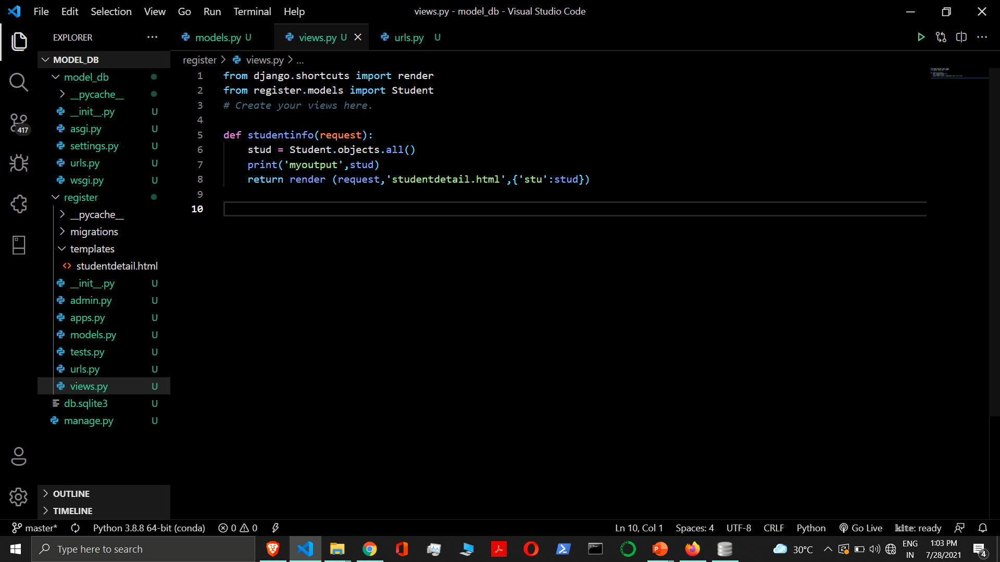 File Edit Selection View Go Run Terminal Help
views.py - model_db - Visual Studio Code
EXPLORER
models.py U
views.py U
urls.py U
MODEL_DB
model_db
__pycache__
__init__.py U
asgi.py U
settings.py U
urls.py U
wsgi.py U
register
__pycache__
migrations
templates
studentdetail.html
__init__.py U
admin.py U
apps.py U
models.py U
tests.py U
urls.py U
views.py U
db.sqlite3 U
manage.py U
OUTLINE
TIMELINE
417
register > views.py > ...
1 from django.shortcuts import render
2 from register.models import Student
3 # Create your views here.
4
5 def studentinfo(request):
6     stud = Student.objects.all()
7     print('myoutput',stud)
8     return render (request,'studentdetail.html',{'stu':stud})
9
10
master* Python 3.8.8 64-bit (conda) 0 0
Ln 10, Col 1 Spaces: 4 UTF-8 CRLF Python Go Live kite: ready
Type here to search
P
30°C
ENG
IN
1:03 PM
7/28/2021
4